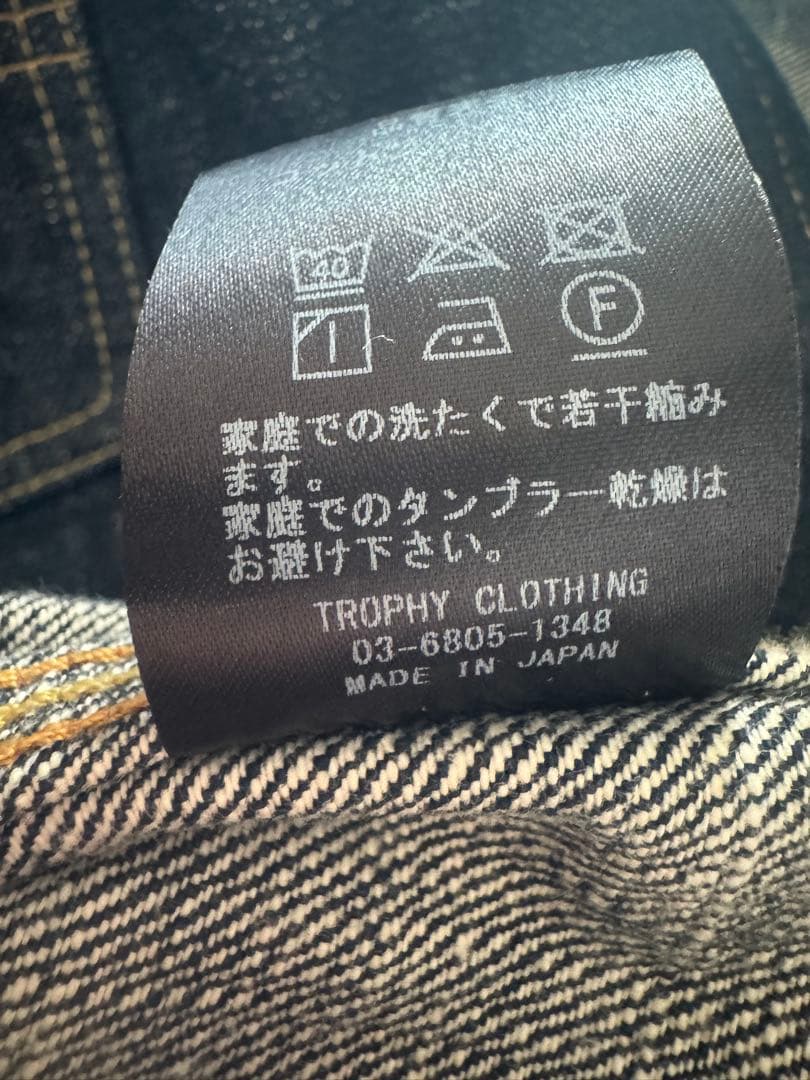 40
F
家庭での洗たくで若干縮み
ます。
家庭でのタンブラー乾燥は
お避け下さい。
TROPHY CLOTHING
03-6805-1348
MADE IN JAPAN